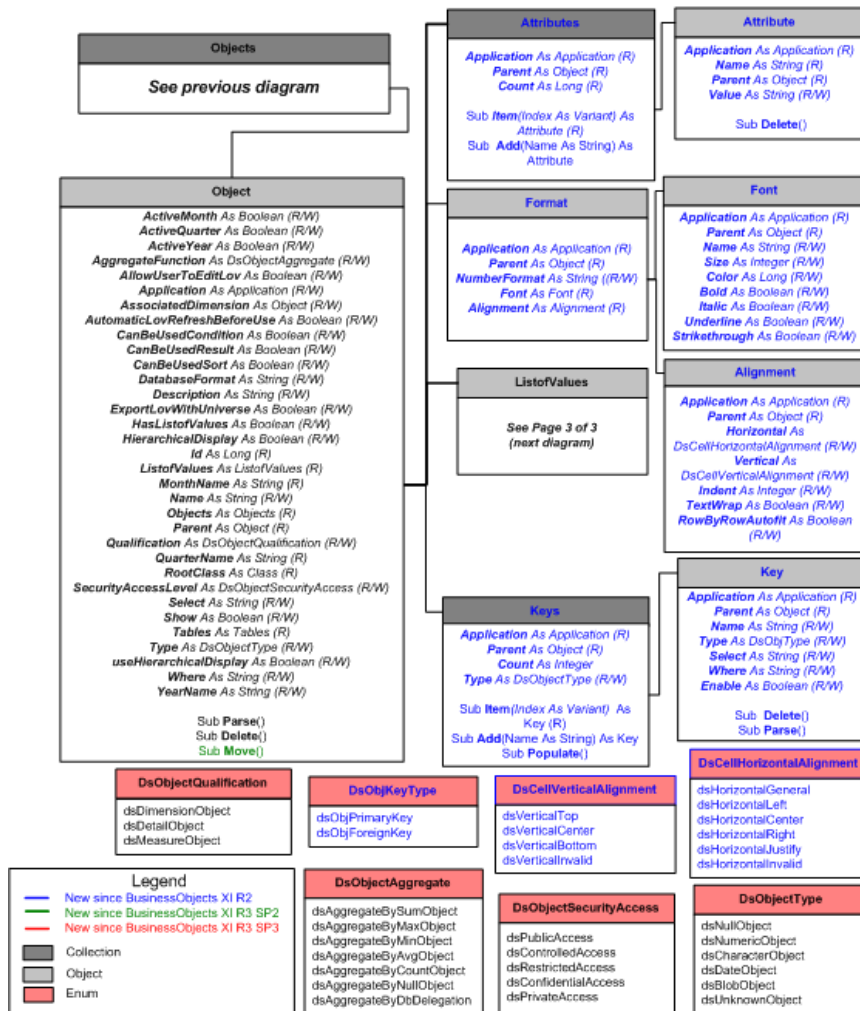 Objects
See previous diagram
Object
ActiveMonth As Boolean (R/W)
ActiveQuarter As Boolean (R/W)
ActiveYear As Boolean (R/W)
AggregateFunction As DsObjectAggregate (R/W)
AllowUserToEditLov As Boolean (R/W)
Application As Application (R/W)
AssociatedDimension As Object (R/W)
AutomaticLovRefreshBeforeUse As Boolean (R/W)
CanBeUsedCondition As Boolean (R/W)
CanBeUsedResult As Boolean (R/W)
CanBeUsedSort As Boolean (R/W)
DatabaseFormat As String (R/W)
Description As String (R/W)
ExportLovWithUniverse As Boolean (R/W)
HasListofValues As Boolean (R/W)
HierarchicalDisplay As Boolean (R/W)
Id As Long (R)
ListofValues As ListofValues (R)
MonthName As String (R)
Name As String (R/W)
Objects As Objects (R)
Parent As Object (R)
Qualification As DsObjectQualification (R/W)
QuarterName As String (R)
RootClass As Class (R)
SecurityAccessLevel As DsObjectSecurityAccess (R/W)
Select As String (R/W)
Show As Boolean (R/W)
Tables As Tables (R)
Type As DsObjectType (R/W)
useHierarchicalDisplay As Boolean (R/W)
Where As String (R/W)
YearName As String (R/W)
Sub Parse()
Sub Delete()
Sub Move()
Attributes
Application As Application (R)
Parent As Object (R)
Count As Long (R)
Sub Item(Index As Variant) As
Attribute (R)
Sub Add(Name As String) As
Attribute
Attribute
Application As Application (R)
Name As String (R)
Parent As Object (R)
Value As String (R/W)
Sub Delete()
Format
Application As Application (R)
Parent As Object (R)
NumberFormat As String ((R/W)
Font As Font (R)
Alignment As Alignment (R)
Font
Application As Application (R)
Parent As Object (R)
Name As String (R/W)
Size As Integer (R/W)
Color As Long (R/W)
Bold As Boolean (R/W)
Italic As Boolean (R/W)
Underline As Boolean (R/W)
Strikethrough As Boolean (R/W)
ListofValues
See Page 3 of 3
(next diagram)
Alignment
Application As Application (R)
Parent As Object (R)
Horizontal As
DsCellHorizontalAlignment (R/W)
Vertical As
DsCellVerticalAlignment (R/W)
Indent As Integer (R/W)
TextWrap As Boolean (R/W)
RowByRowAutofit As Boolean
(R/W)
Keys
Application As Application (R)
Parent As Object (R)
Count As Integer
Type As DsObjectType (R/W)
Sub Item(Index As Variant) As
Key (R)
Sub Add(Name As String) As Key
Sub Populate()
Key
Application As Application (R)
Parent As Object (R)
Name As String (R/W)
Type As DsObjType (R/W)
Select As String (R/W)
Where As String (R/W)
Enable As Boolean (R/W)
Sub Delete()
Sub Parse()
DsObjectQualification
dsDimensionObject
dsDetailObject
dsMeasureObject
DsObjKeyType
dsObjPrimaryKey
dsObjForeignKey
DsCellVerticalAlignment
dsVerticalTop
dsVerticalCenter
dsVerticalBottom
dsVerticalInvalid
DsCellHorizontalAlignment
dsHorizontalGeneral
dsHorizontalLeft
dsHorizontalCenter
dsHorizontalRight
dsHorizontalJustify
dsHorizontalInvalid
Legend
New since BusinessObjects XI R2
New since BusinessObjects XI R3 SP2
New since BusinessObjects XI R3 SP3
Collection
Object
Enum
DsObjectAggregate
dsAggregateBySumObject
dsAggregateByMaxObject
dsAggregateByMinObject
dsAggregateByAvgObject
dsAggregateByCountObject
dsAggregateByNullObject
dsAggregateByDbDelegation
DsObjectSecurityAccess
dsPublicAccess
dsControlledAccess
dsRestrictedAccess
dsConfidentialAccess
dsPrivateAccess
DsObjectType
dsNullObject
dsNumericObject
dsCharacterObject
dsDateObject
dsBlobObject
dsUnknownObject